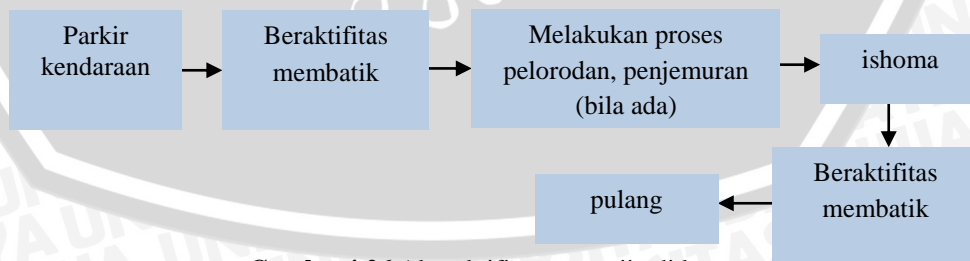 Parkir
kendaraan
Beraktifitas
membatik
Melakukan proses
pelorodan, penjemuran
(bila ada)
ishoma
Beraktifitas
membatik
pulang